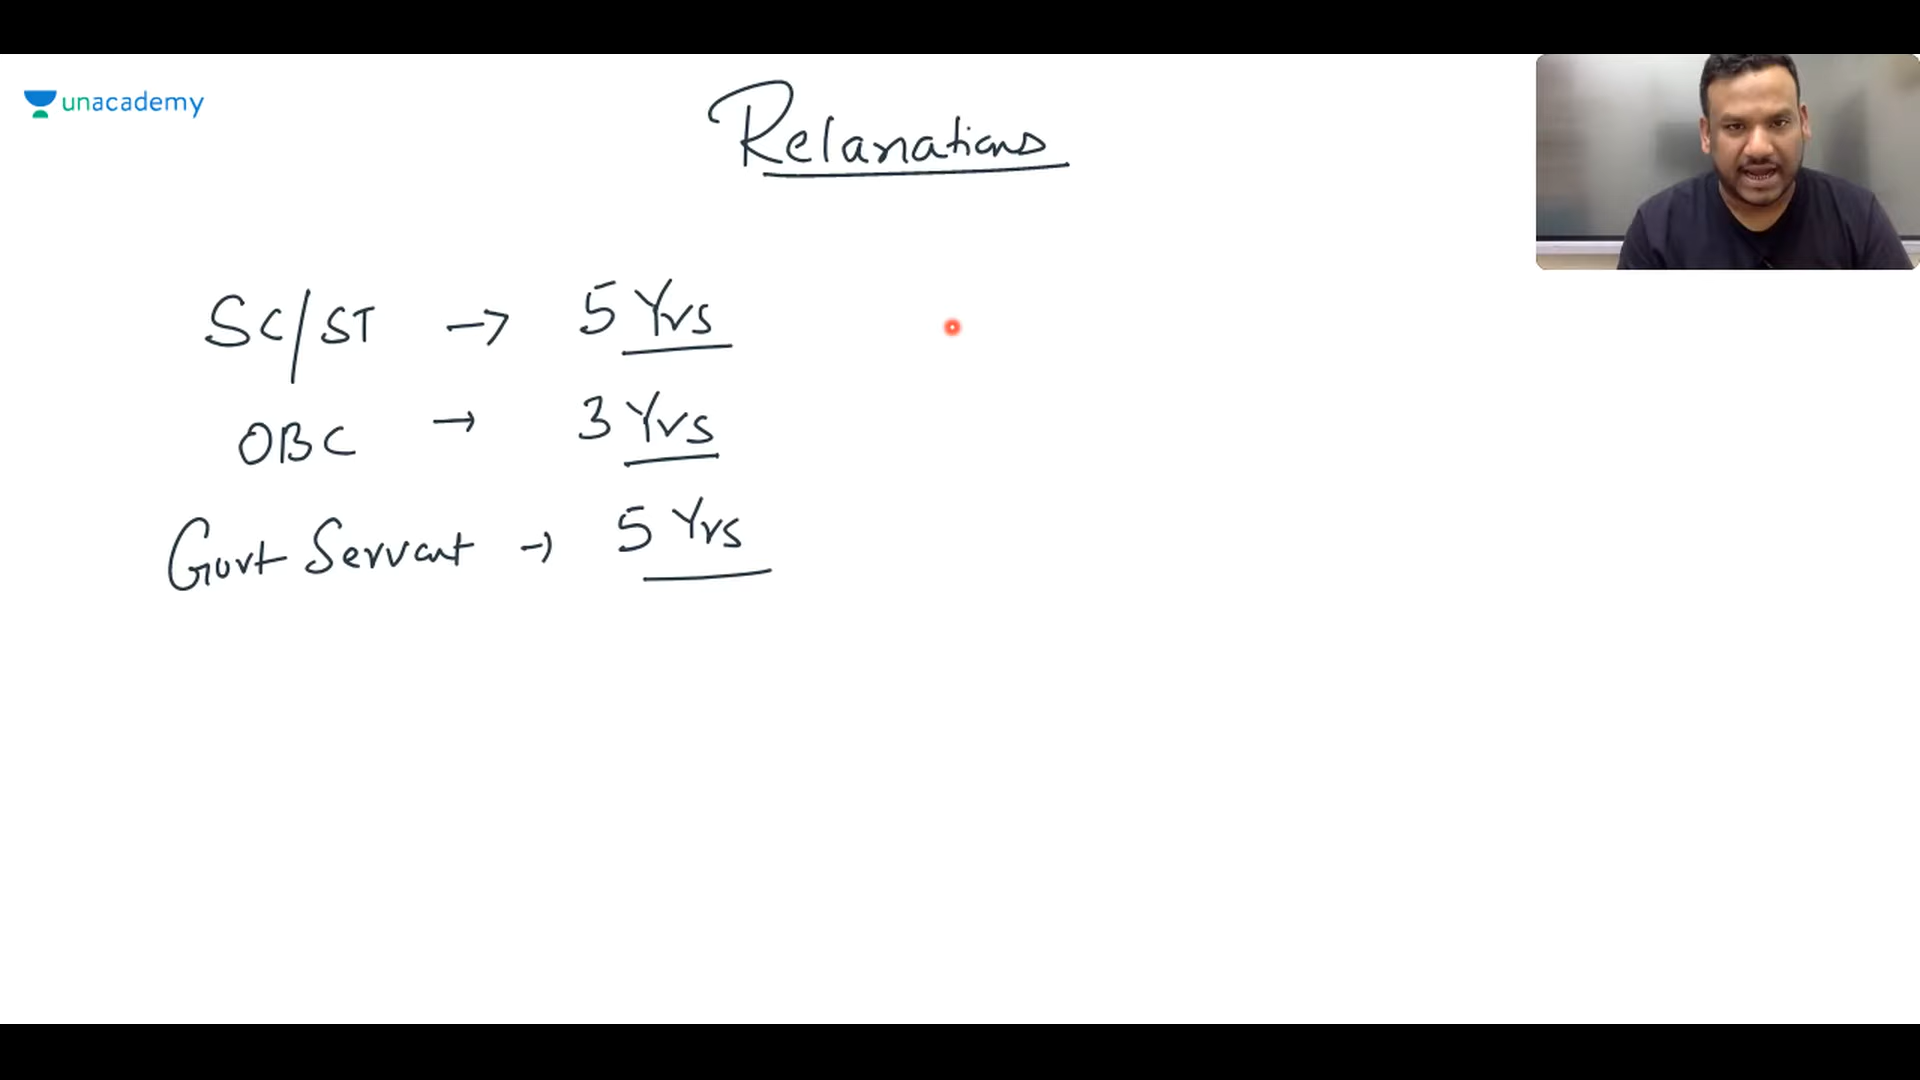 unacademy
Relaxations
SC/ST → 5 Yrs
OBC → 3 Yrs
Govt Servant → 5 Yrs